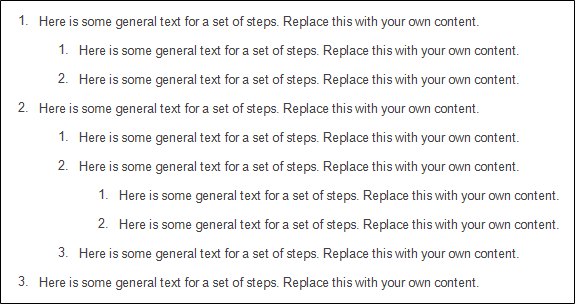 1. Here is some general text for a set of steps. Replace this with your own content.
1. Here is some general text for a set of steps. Replace this with your own content.
2. Here is some general text for a set of steps. Replace this with your own content.
2. Here is some general text for a set of steps. Replace this with your own content.
1. Here is some general text for a set of steps. Replace this with your own content.
2. Here is some general text for a set of steps. Replace this with your own content.
1. Here is some general text for a set of steps. Replace this with your own content.
2. Here is some general text for a set of steps. Replace this with your own content.
3. Here is some general text for a set of steps. Replace this with your own content.
3. Here is some general text for a set of steps. Replace this with your own content.